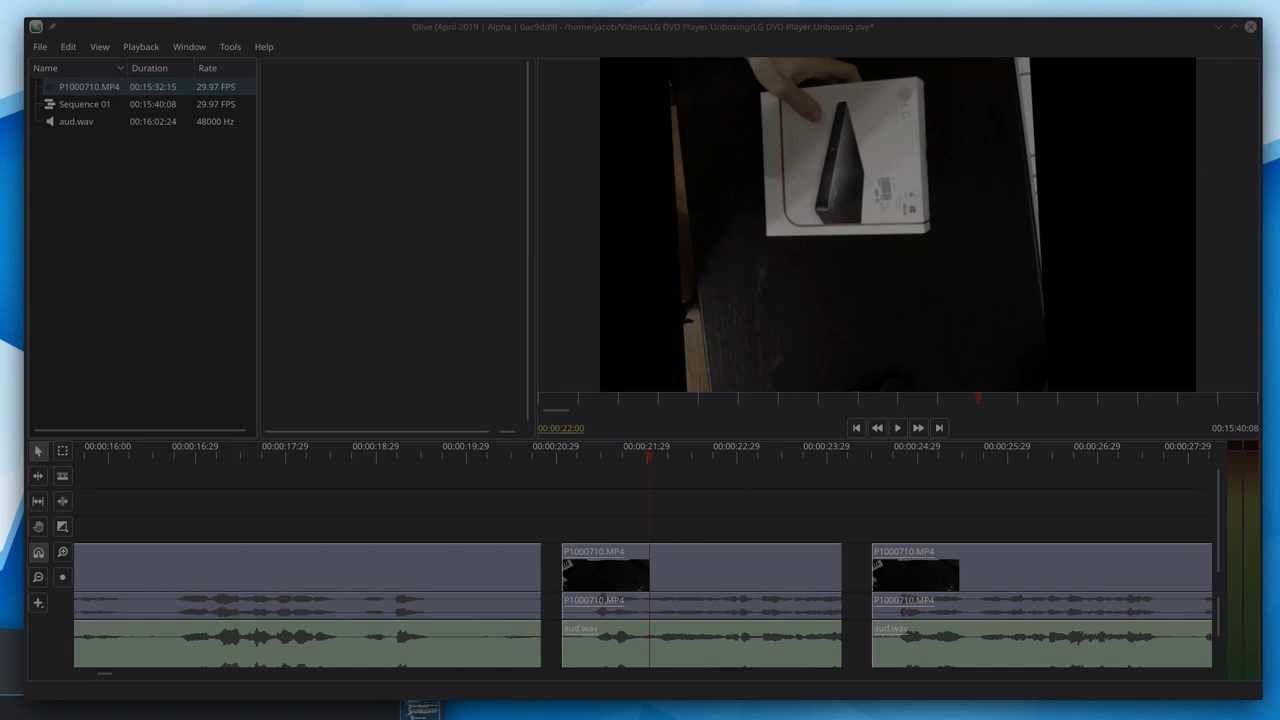 Olive (April 2019 | Alpha | 0ac9dd9) - /home/jacob/Videos/LG DVD Player Unboxing/LG DVD Player Unboxing.ove*
File Edit View Playback Window Tools Help
Name Duration Rate
P1000710.MP4 00:15:32:15 29.97 FPS
Sequence 01 00:15:40:08 29.97 FPS
aud.wav 00:16:02:24 48000 Hz
LG
00:00:22:00 00:15:40:08
00:00:16:00 00:00:16:29 00:00:17:29 00:00:18:29 00:00:19:29 00:00:20:29 00:00:21:29 00:00:22:29 00:00:23:29 00:00:24:29 00:00:25:29 00:00:26:29 00:00:27:29
P1000710.MP4 P1000710.MP4
P1000710.MP4 P1000710.MP4
aud.wav aud.wav